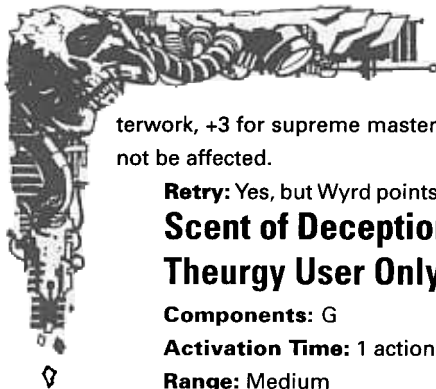 terwork, +3 for supreme master
not be affected.
Retry: Yes, but Wyrd points
Scent of Deception
Theurgy User Only
Components: G
Activation Time: 1 action
Range: Medium